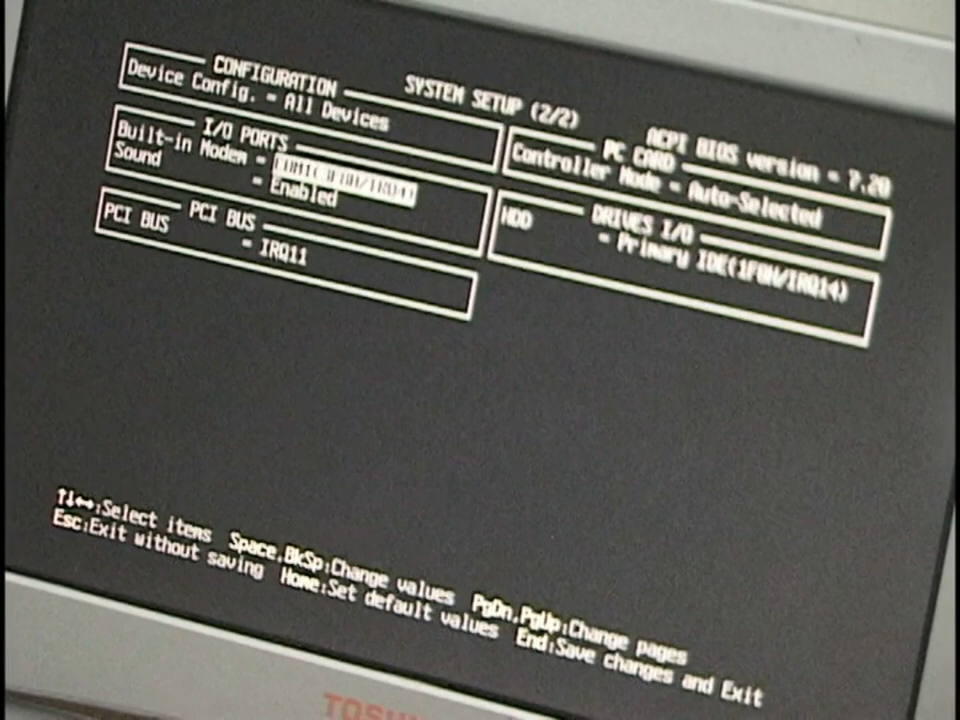 SYSTEM SETUP (2/2)
ACPI BIOS version = 7.20
CONFIGURATION
Device Config. = All Devices
I/O PORTS
Built-in Modem = COM1(3F8H/IRQ4)
Sound = Enabled
PCI BUS
PCI BUS = IRQ11
PC CARD
Controller Mode = Auto-Selected
DRIVES I/O
HDD = Primary IDE(1F0H/IRQ14)
↑↓←→:Select items Space,BkSp:Change values PgDn,PgUp:Change pages
Esc:Exit without saving Home:Set default values End:Save changes and Exit